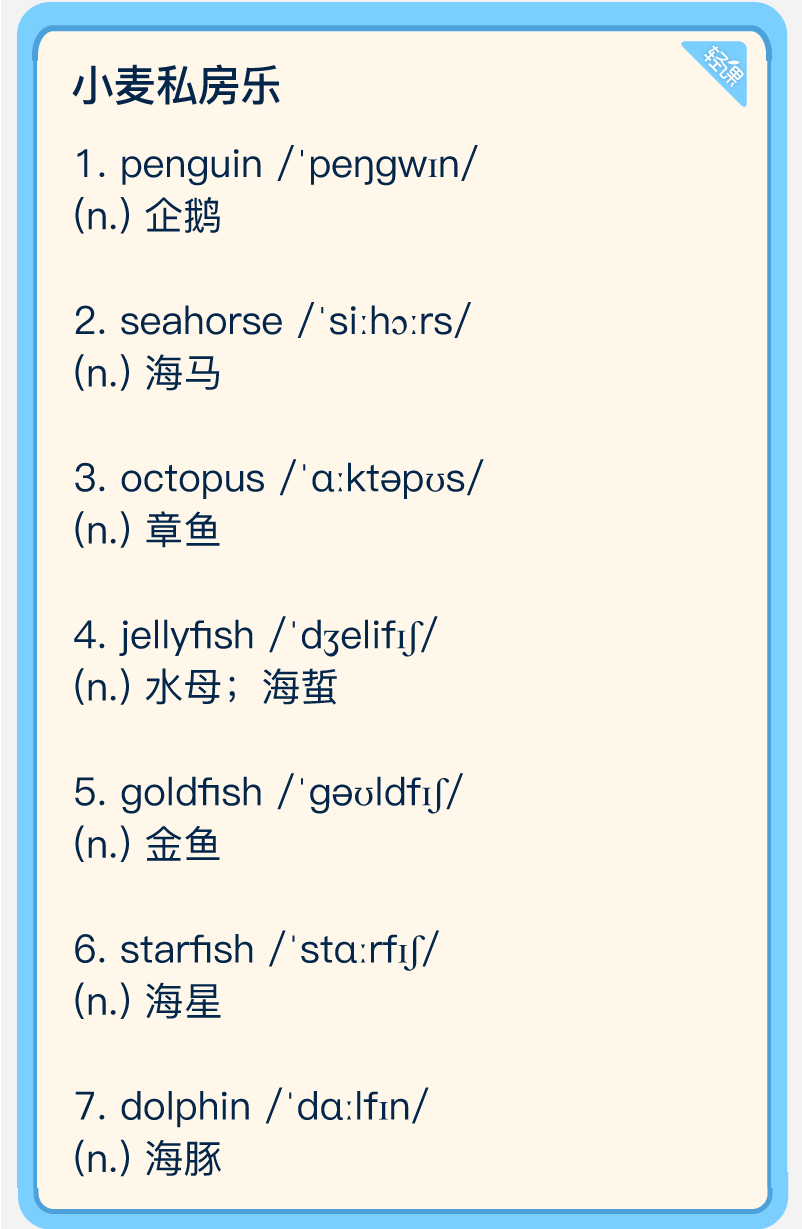 小麦私房乐
轻课
1. penguin /ˈpeŋgwɪn/
(n.) 企鹅
2. seahorse /ˈsiːhɔːrs/
(n.) 海马
3. octopus /ˈɑːktəpʊs/
(n.) 章鱼
4. jellyfish /ˈdʒelifɪʃ/
(n.) 水母；海蜇
5. goldfish /ˈgəʊldfɪʃ/
(n.) 金鱼
6. starfish /ˈstɑːrfɪʃ/
(n.) 海星
7. dolphin /ˈdɑːlfɪn/
(n.) 海豚